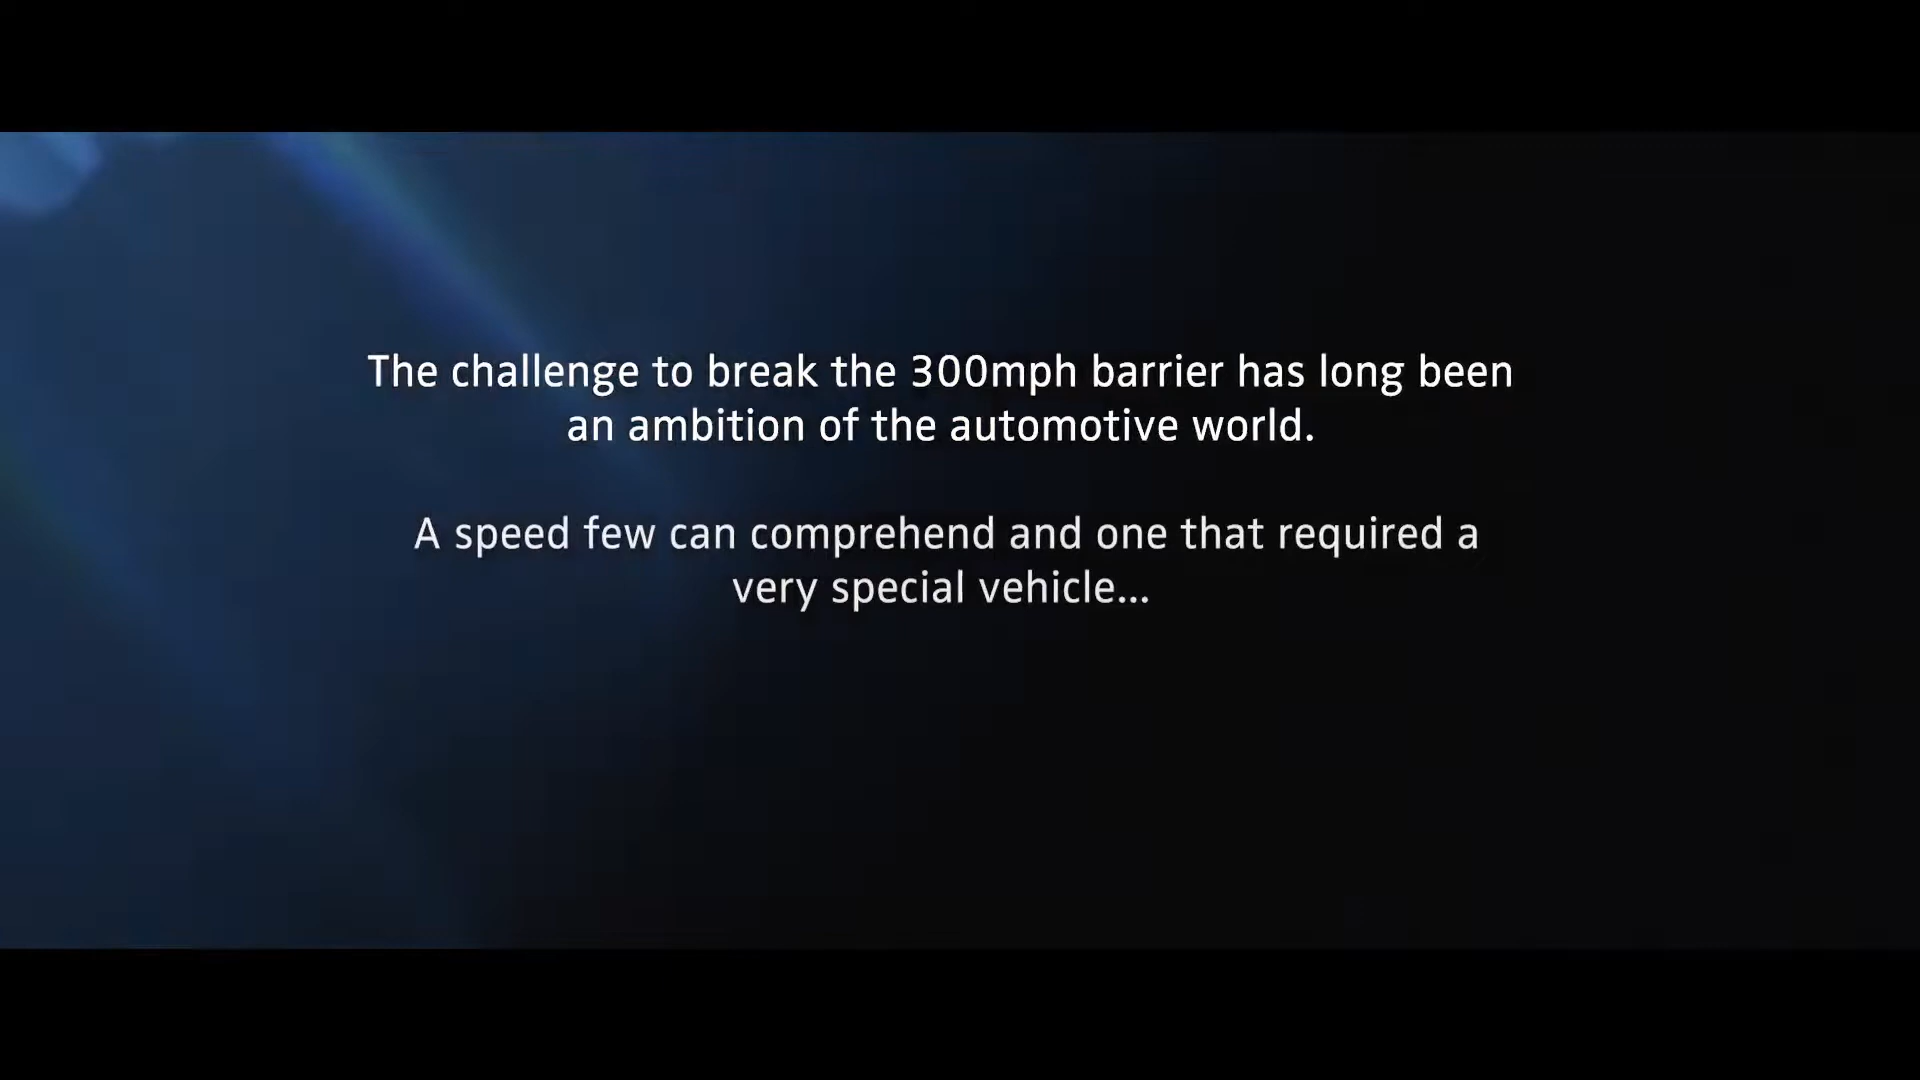 The challenge to break the 300mph barrier has long been
an ambition of the automotive world.
A speed few can comprehend and one that required a
very special vehicle...